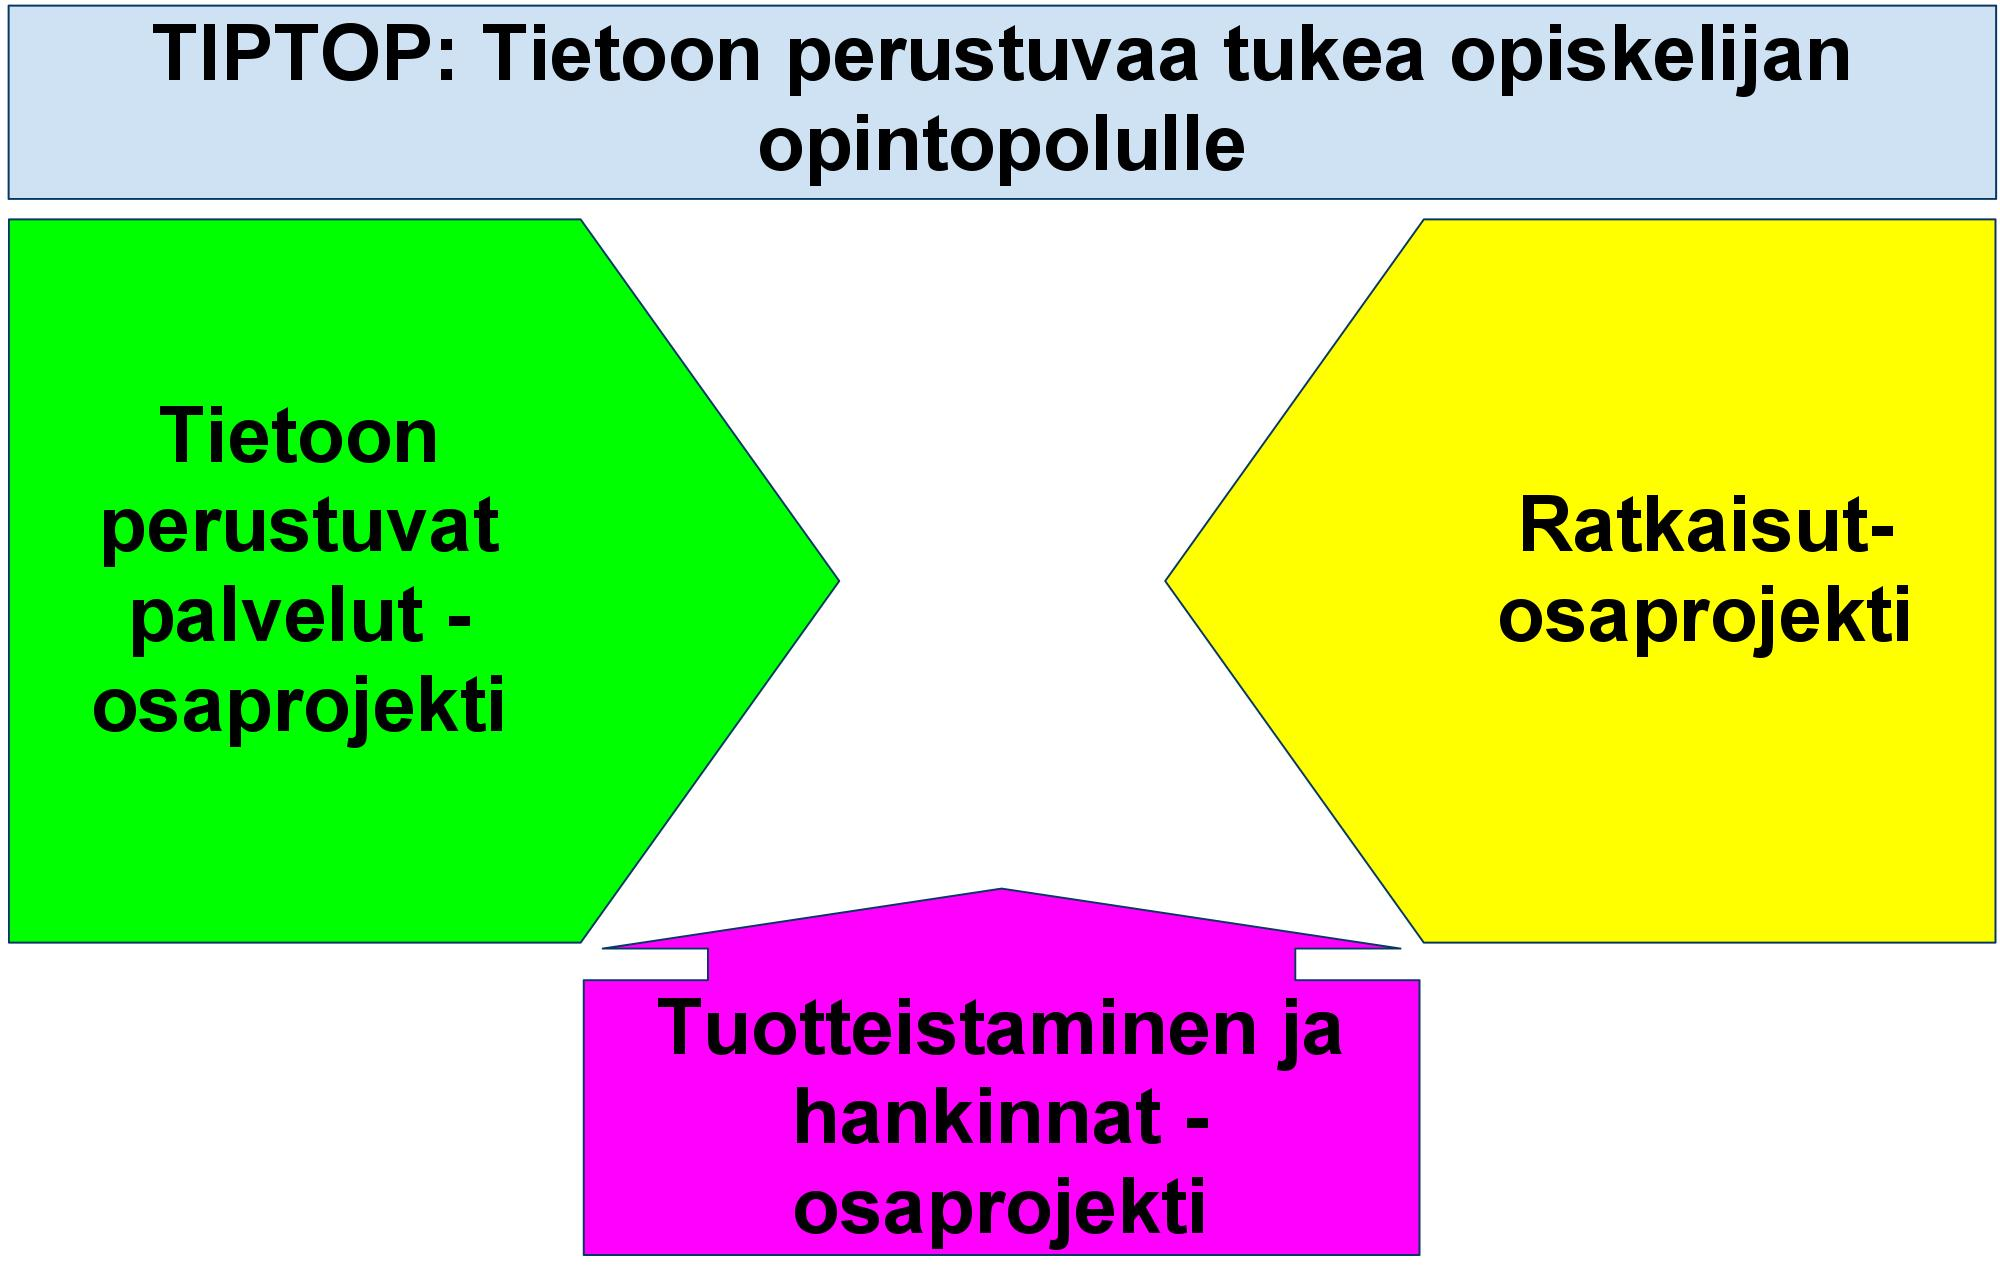 TIPTOP: Tietoon perustuvaa tukea opiskelijan
opintopolulle
Tietoon
perustuvat
palvelut -
osaprojekti
Ratkaisut-
osaprojekti
Tuotteistaminen ja
hankinnat -
osaprojekti